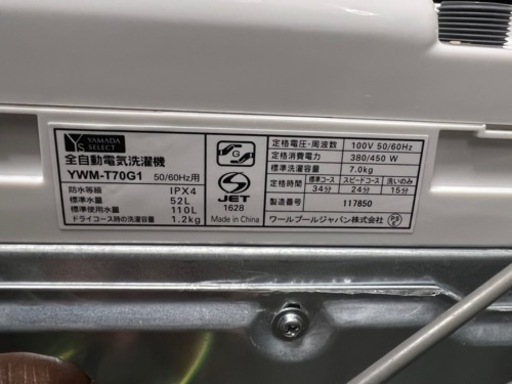 YS YAMADA SELECT
全自動電気洗濯機
YWM-T70G1 50/60Hz用
防水等級 IPX4
標準水量 52L
標準使用水量 110L
ドライコース時の洗濯容量 1.2kg
G
S
JET
1628
Made in China
定格電圧・周波数 100V 50/60Hz
定格消費電力 380/450 W
標準洗濯容量 7.0kg
定格時間 標準コース 34分 スピードコース 24分 洗いのみ 15分
製造番号 117850
ワールプールジャパン株式会社 PSE